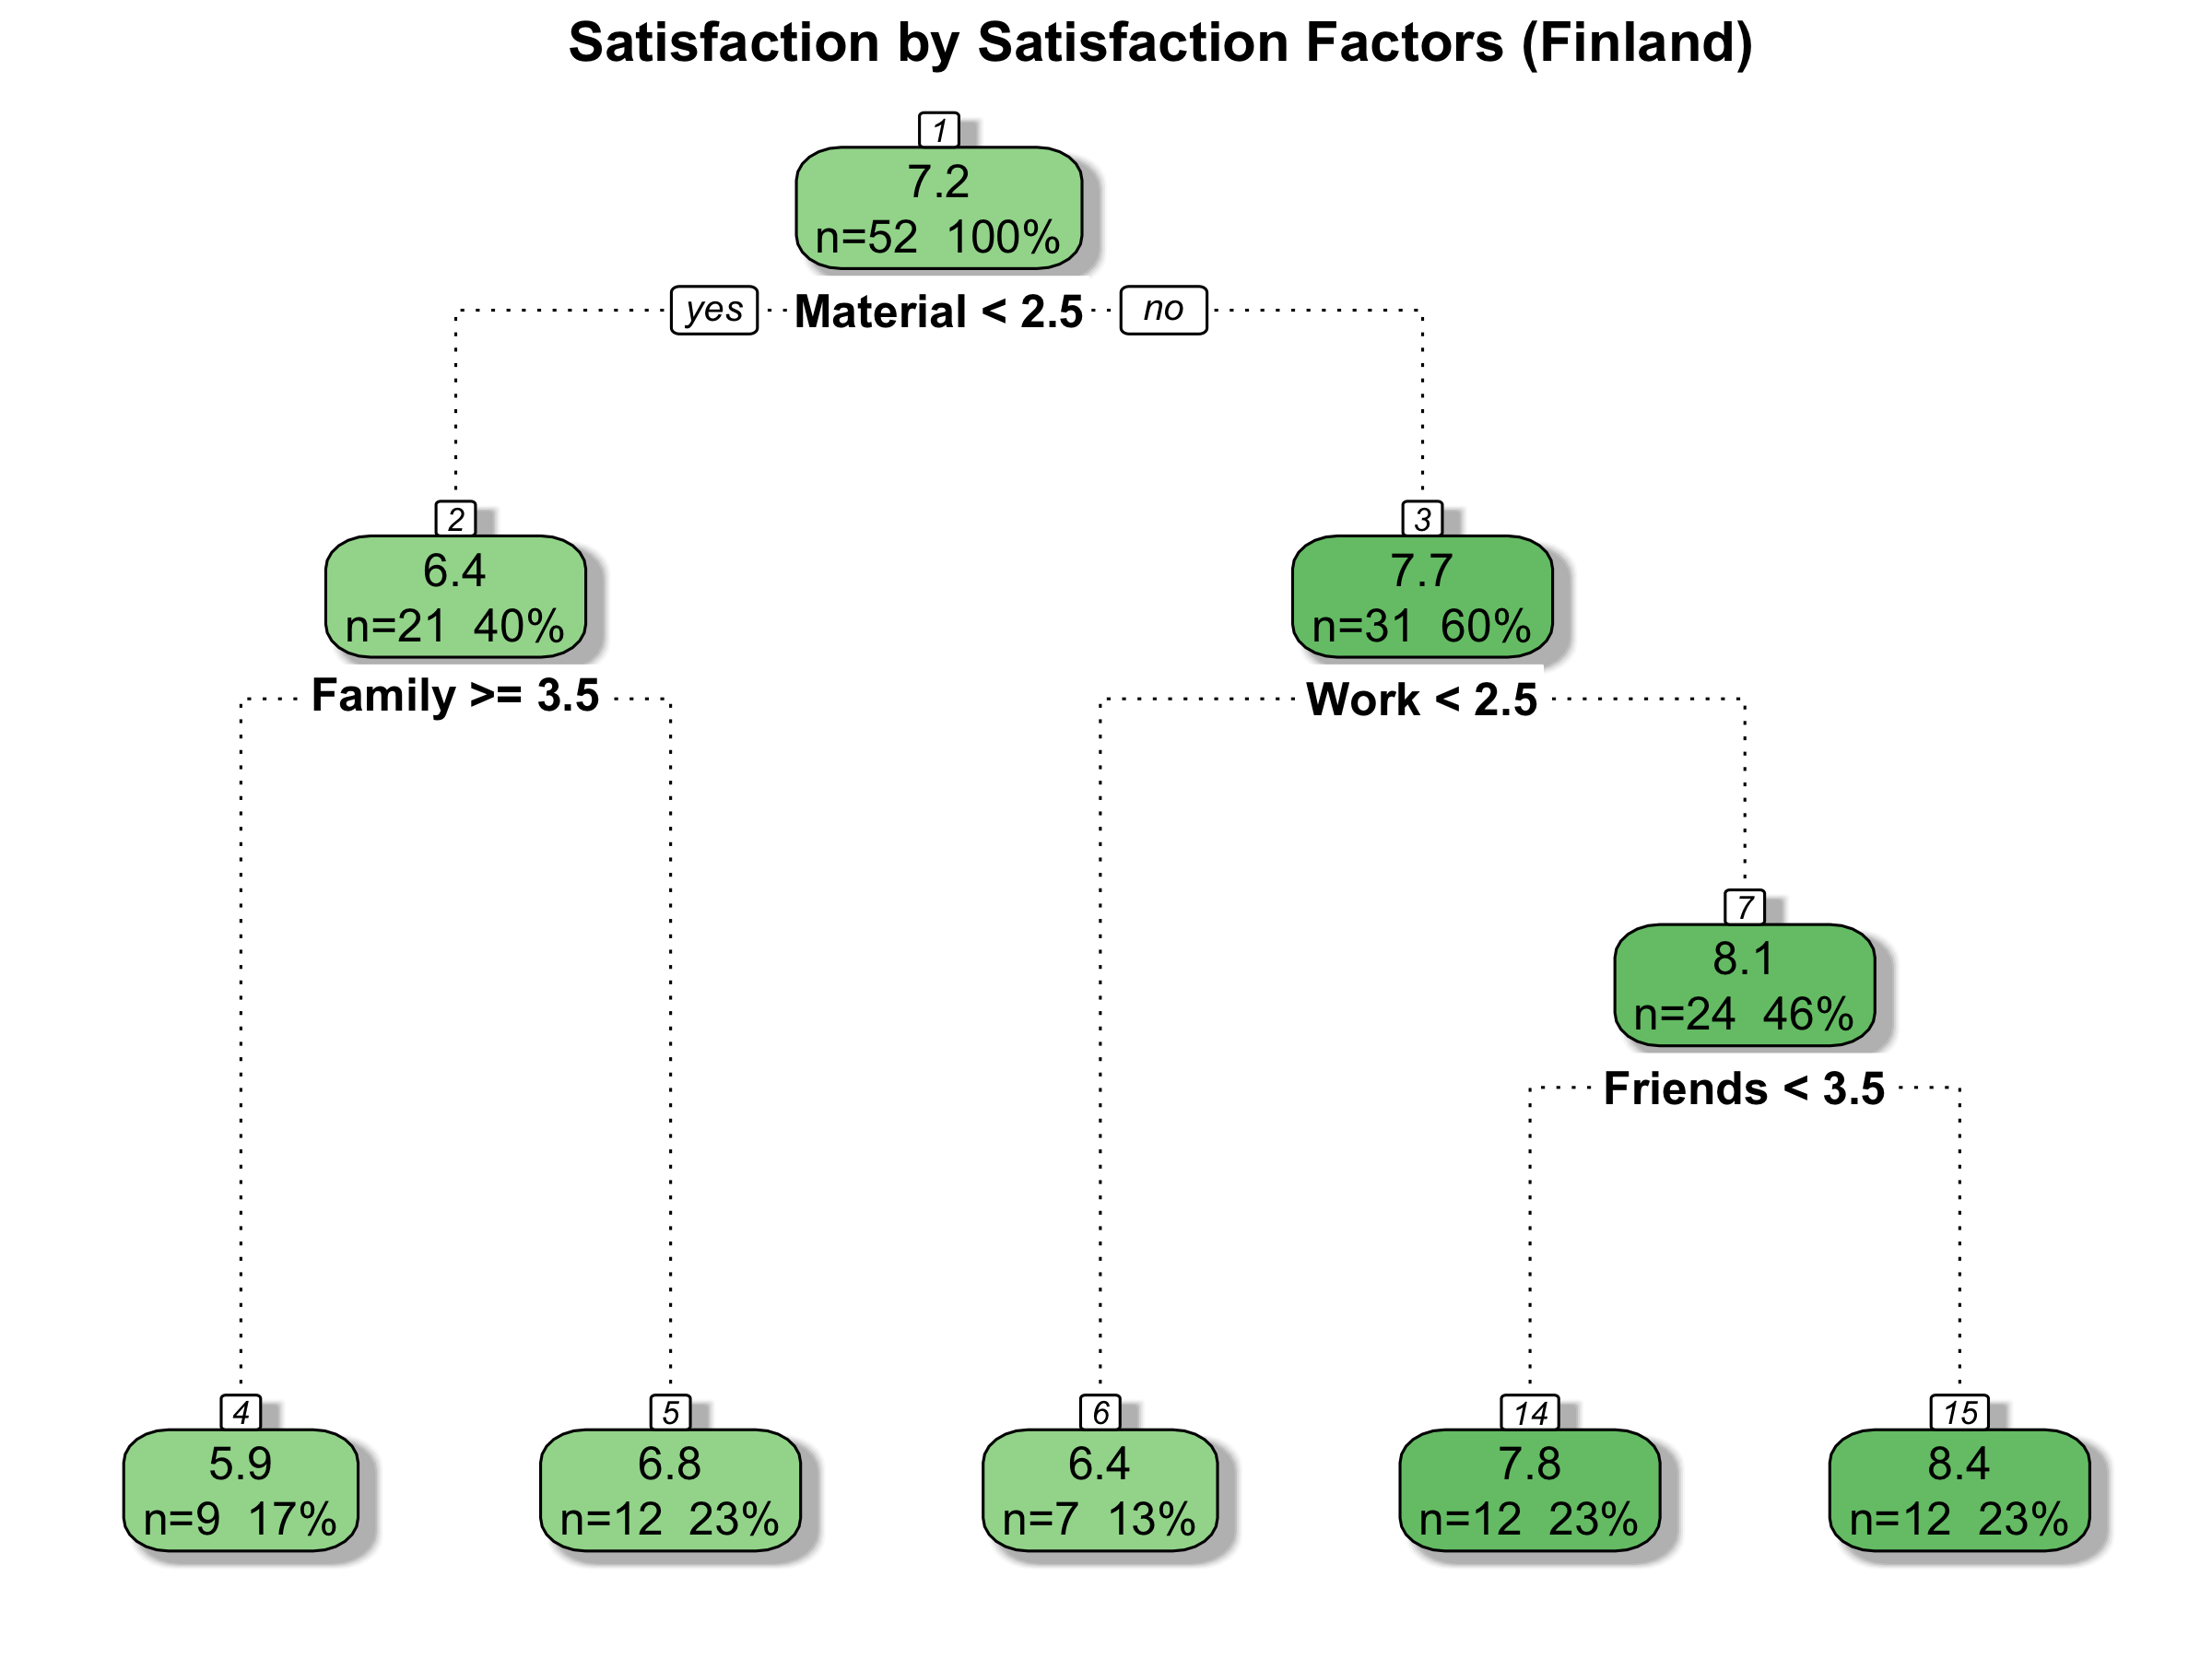 Satisfaction by Satisfaction Factors (Finland)
1
7.2
n=52 100%
yes Material < 2.5 no
2
6.4
n=21 40%
3
7.7
n=31 60%
Family >= 3.5
Work < 2.5
7
8.1
n=24 46%
Friends < 3.5
4
5.9
n=9 17%
5
6.8
n=12 23%
6
6.4
n=7 13%
14
7.8
n=12 23%
15
8.4
n=12 23%